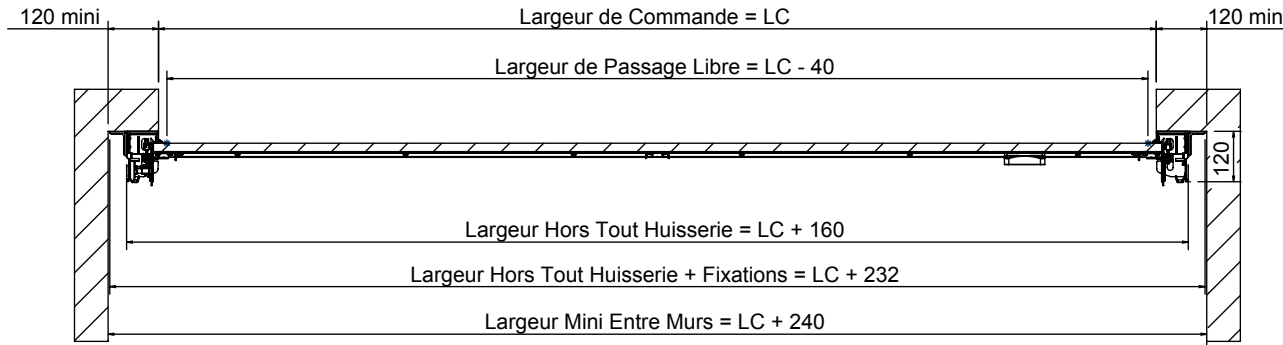 120 mini
Largeur de Commande = LC
120 min
Largeur de Passage Libre = LC - 40
120
Largeur Hors Tout Huisserie = LC + 160
Largeur Hors Tout Huisserie + Fixations = LC + 232
Largeur Mini Entre Murs = LC + 240